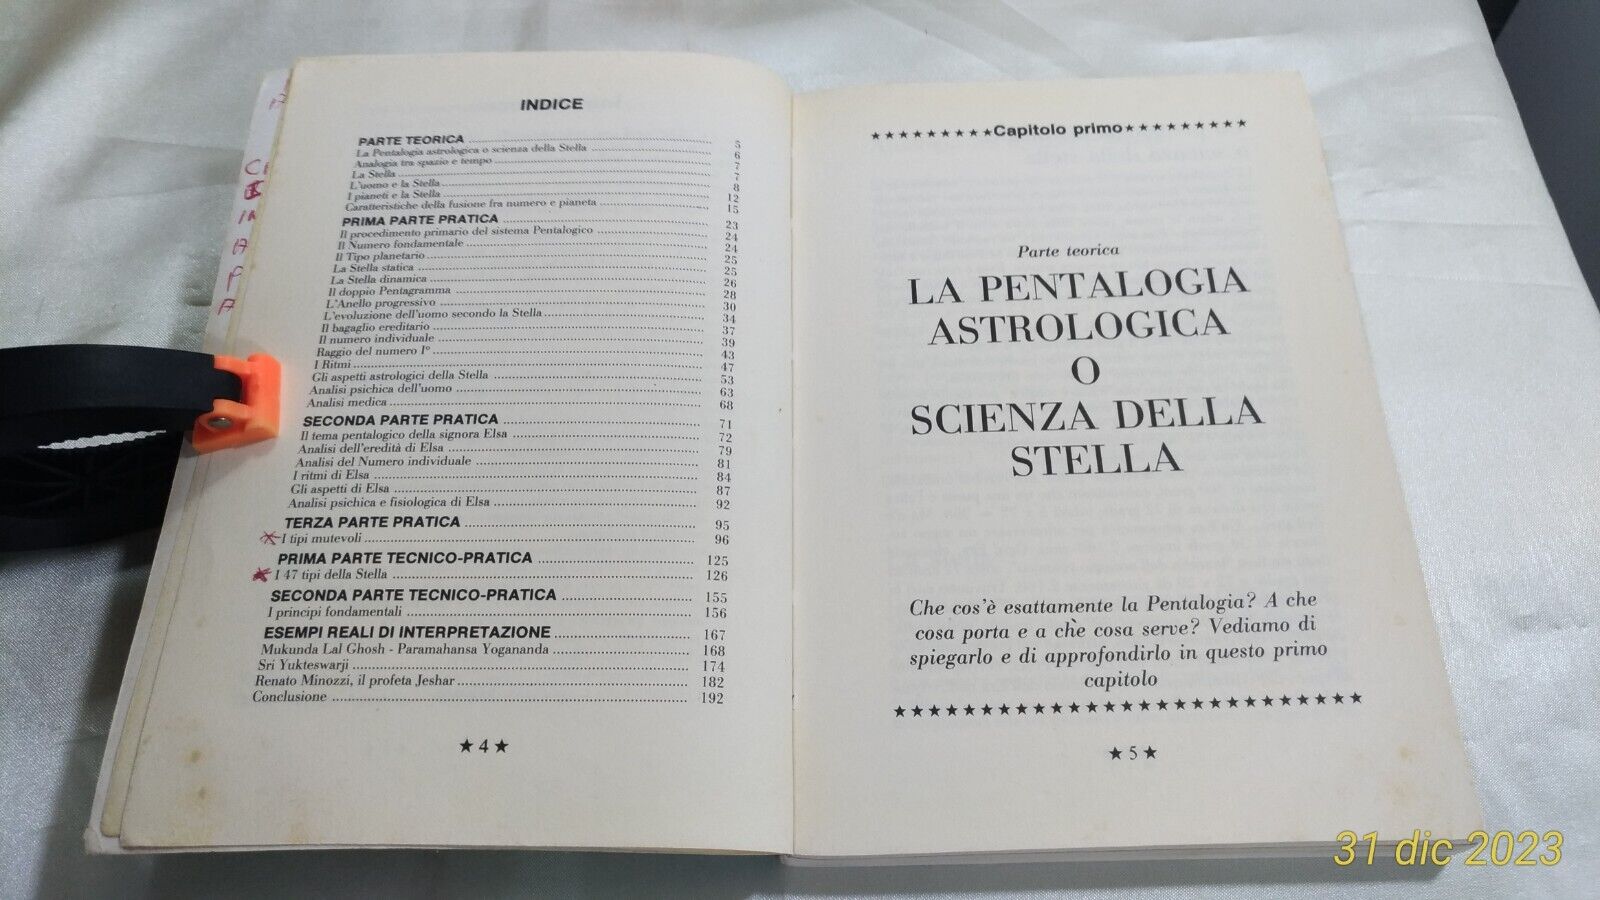 INDICE
PARTE TEORICA ........ 5
La Pentalogia astrologica o scienza della Stella ........ 6
Analogia tra spazio e tempo ........ 7
La Stella ........ 7
L'uomo e la Stella ........ 8
I pianeti e la Stella ........ 12
Caratteristiche della fusione fra numero e pianeta ........ 15
PRIMA PARTE PRATICA ........ 23
Il procedimento primario del sistema Pentalogico ........ 24
Il Numero fondamentale ........ 24
Il Tipo planetario ........ 25
La Stella statica ........ 25
La Stella dinamica ........ 26
Il doppio Pentagramma ........ 28
L'Anello progressivo ........ 30
L'evoluzione dell'uomo secondo la Stella ........ 34
Il bagaglio ereditario ........ 37
Il numero individuale ........ 39
Raggio del numero I° ........ 43
I Ritmi ........ 47
Gli aspetti astrologici della Stella ........ 53
Analisi psichica dell'uomo ........ 63
Analisi medica ........ 68
SECONDA PARTE PRATICA ........ 71
Il tema pentalogico della signora Elsa ........ 72
Analisi dell'eredità di Elsa ........ 79
Analisi del Numero individuale ........ 81
I ritmi di Elsa ........ 84
Gli aspetti di Elsa ........ 87
Analisi psichica e fisiologica di Elsa ........ 92
TERZA PARTE PRATICA ........ 95
I tipi mutevoli ........ 96
PRIMA PARTE TECNICO-PRATICA ........ 125
I 47 tipi della Stella ........ 126
SECONDA PARTE TECNICO-PRATICA ........ 155
I principi fondamentali ........ 156
ESEMPI REALI DI INTERPRETAZIONE ........ 167
Mukunda Lal Ghosh - Paramahansa Yogananda ........ 168
Sri Yukteswarji ........ 174
Renato Minozzi, il profeta Jeshar ........ 182
Conclusione ........ 192
★ 4 ★
★★★★★★★★★Capitolo primo★★★★★★★★★
Parte teorica
LA PENTALOGIA
ASTROLOGICA
O
SCIENZA DELLA
STELLA
Che cos'è esattamente la Pentalogia? A che
cosa porta e a che cosa serve? Vediamo di
spiegarlo e di approfondirlo in questo primo
capitolo
★ 5 ★
31 dic 2023